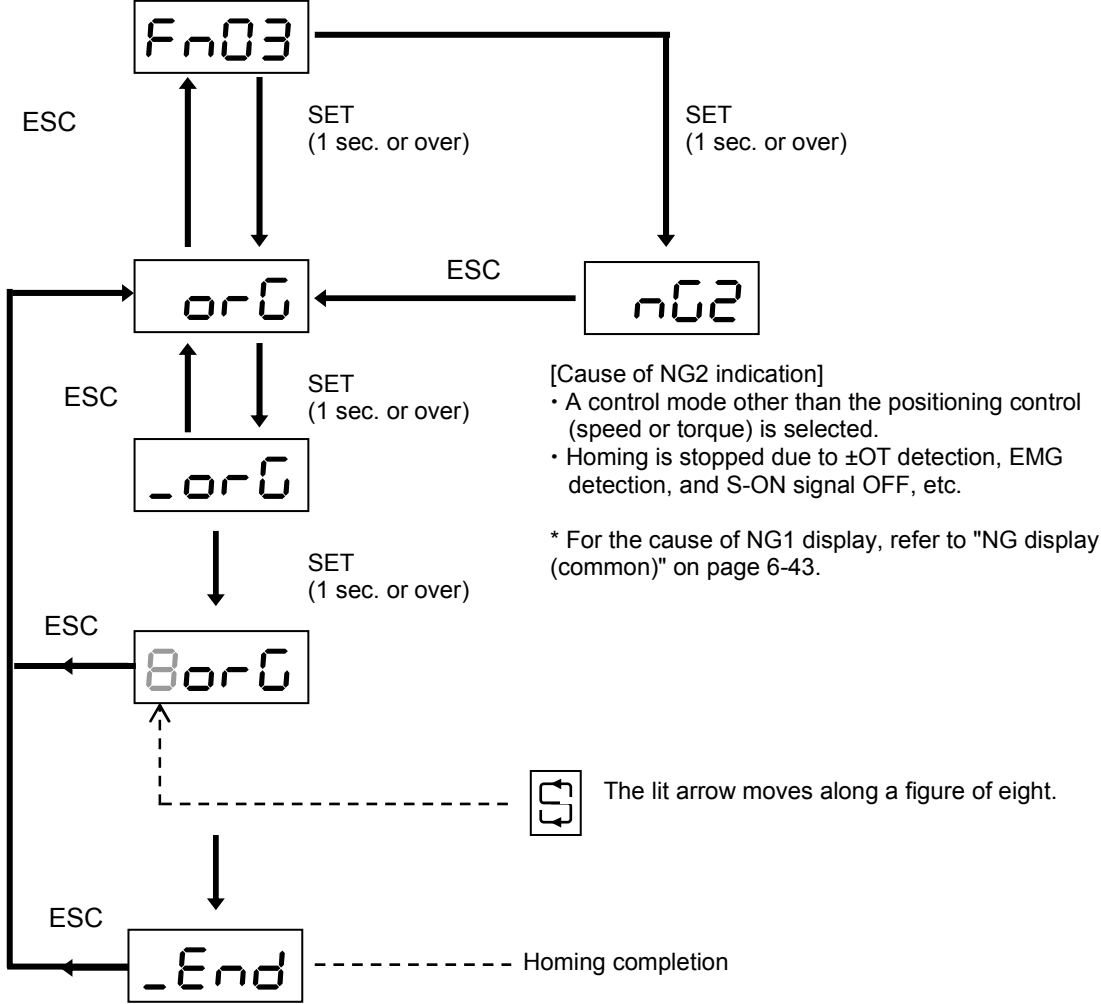 Fn03
ESC
SET
(1 sec. or over)
SET
(1 sec. or over)
orG
ESC
nG2
ESC
SET
(1 sec. or over)
[Cause of NG2 indication]
・A control mode other than the positioning control
(speed or torque) is selected.
・Homing is stopped due to ±OT detection, EMG
detection, and S-ON signal OFF, etc.
_orG
* For the cause of NG1 display, refer to "NG display
(common)" on page 6-43.
SET
(1 sec. or over)
ESC
8orG
The lit arrow moves along a figure of eight.
ESC
_End
Homing completion